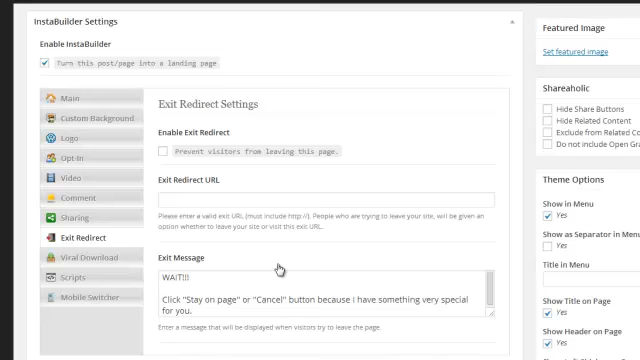 InstaBuilder Settings
Enable InstaBuilder
Turn this post/page into a landing page
Main
Custom Background
Logo
Opt-In
Video
Comment
Sharing
Exit Redirect
Viral Download
Scripts
Mobile Switcher
Exit Redirect Settings
Enable Exit Redirect
Prevent visitors from leaving this page.
Exit Redirect URL
Please enter a valid exit URL (must include http://). People who are trying to leave your site, will be given an
option whether to leave your site or visit this exit URL.
Exit Message
WAIT!!!
Click "Stay on page" or "Cancel" button because i have something very special
for you.
Enter a message that will be displayed when visitors try to leave the page.
Featured Image
Set featured image
Shareaholic
Hide Share Buttons
Hide Related Content
Exclude from Related Co
Do not include Open Gra
Theme Options
Show in Menu
Yes
Show as Separator in Menu
Yes
Title in Menu
Show Title on Page
Yes
Show Header on Page
Yes